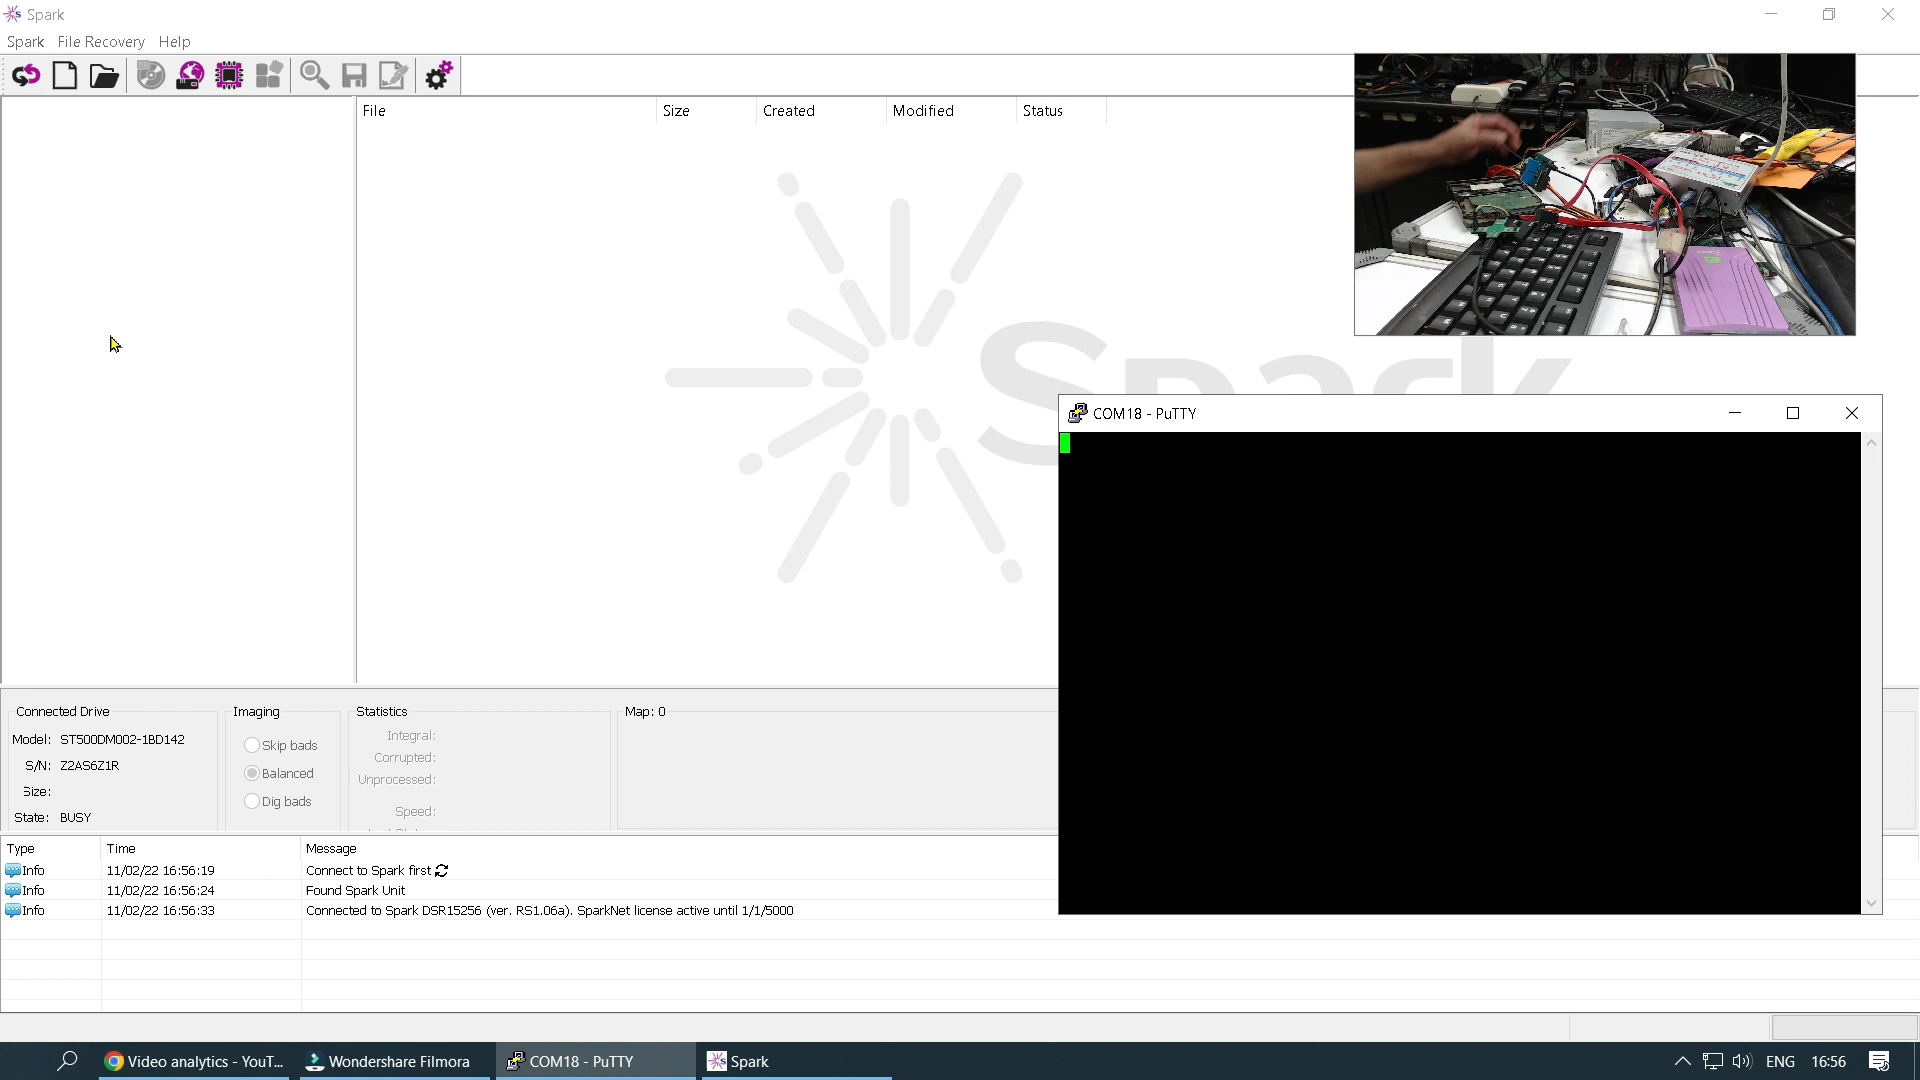 Spark
Spark File Recovery Help
File Size Created Modified Status
Spark
COM18 - PuTTY
Connected Drive
Model: ST500DM002-1BD142
S/N: Z2AS6Z1R
Size:
State: BUSY
Imaging
Skip bads
Balanced
Dig bads
Statistics
Integral:
Corrupted:
Unprocessed:
Speed:
Map: 0
Type Time Message
Info 11/02/22 16:56:19 Connect to Spark first
Info 11/02/22 16:56:24 Found Spark Unit
Info 11/02/22 16:56:33 Connected to Spark DSR15256 (ver. RS1.06a). SparkNet license active until 1/1/5000
Video analytics - YouT... Wondershare Filmora COM18 - PuTTY Spark ENG 16:56